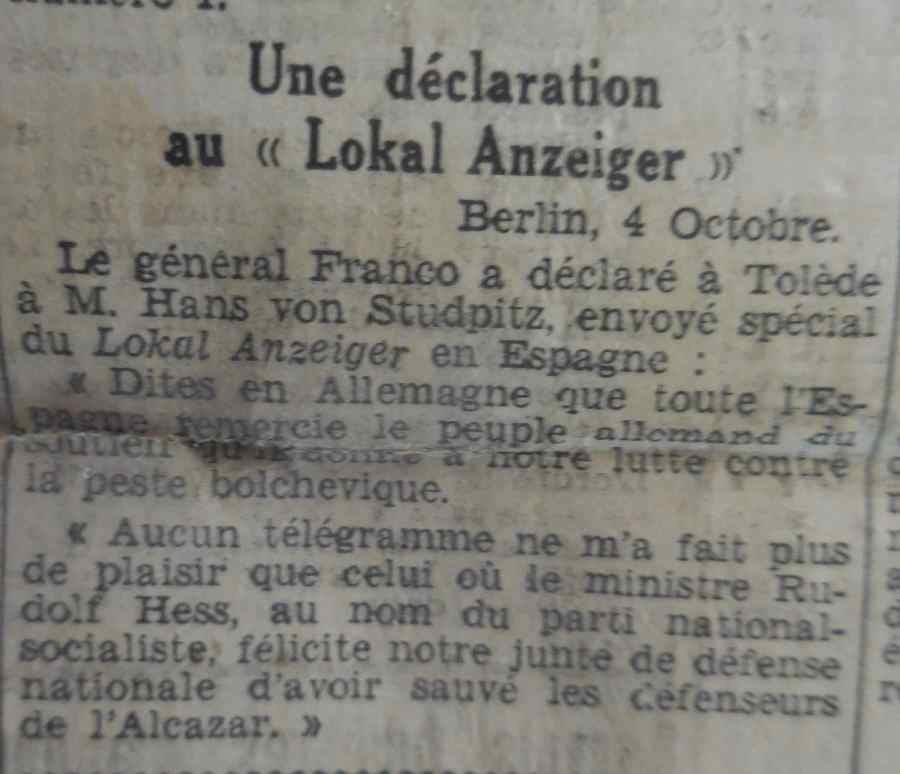 Une déclaration
au « Lokal Anzeiger »
Berlin, 4 Octobre.
Le général Franco a déclaré à Tolède
à M. Hans von Studpitz, envoyé spécial
du Lokal Anzeiger en Espagne :
« Dites en Allemagne que toute l'Es-
pagne remercie le peuple allemand du
soutien qu'il donne à notre lutte contre
la peste bolchevique.
« Aucun télégramme ne m'a fait plus
de plaisir que celui où le ministre Ru-
dolf Hess, au nom du parti national-
socialiste, félicite notre junte de défense
nationale d'avoir sauvé les défenseurs
de l'Alcazar. »